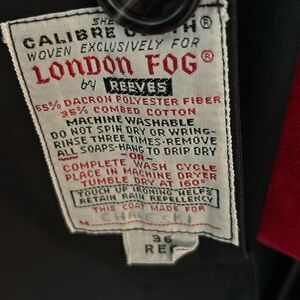 SHE
CALIBRE CLOTH®
WOVEN EXCLUSIVELY FOR
LONDON FOG®
by REEVES
65% DACRON POLYESTER FIBER
35% COMBED COTTON
MACHINE WASHABLE
DO NOT SPIN DRY OR WRING-
RINSE THREE TIMES-REMOVE
ALL SOAPS-HANG TO DRIP DRY
-OR-
COMPLETE WASH CYCLE
PLACE IN MACHINE DRYER
TUMBLE DRY AT 160°
TOUCH UP IRONING HELPS
RETAIN RAIN REPELLENCY
THIS COAT MADE FOR
36
REG